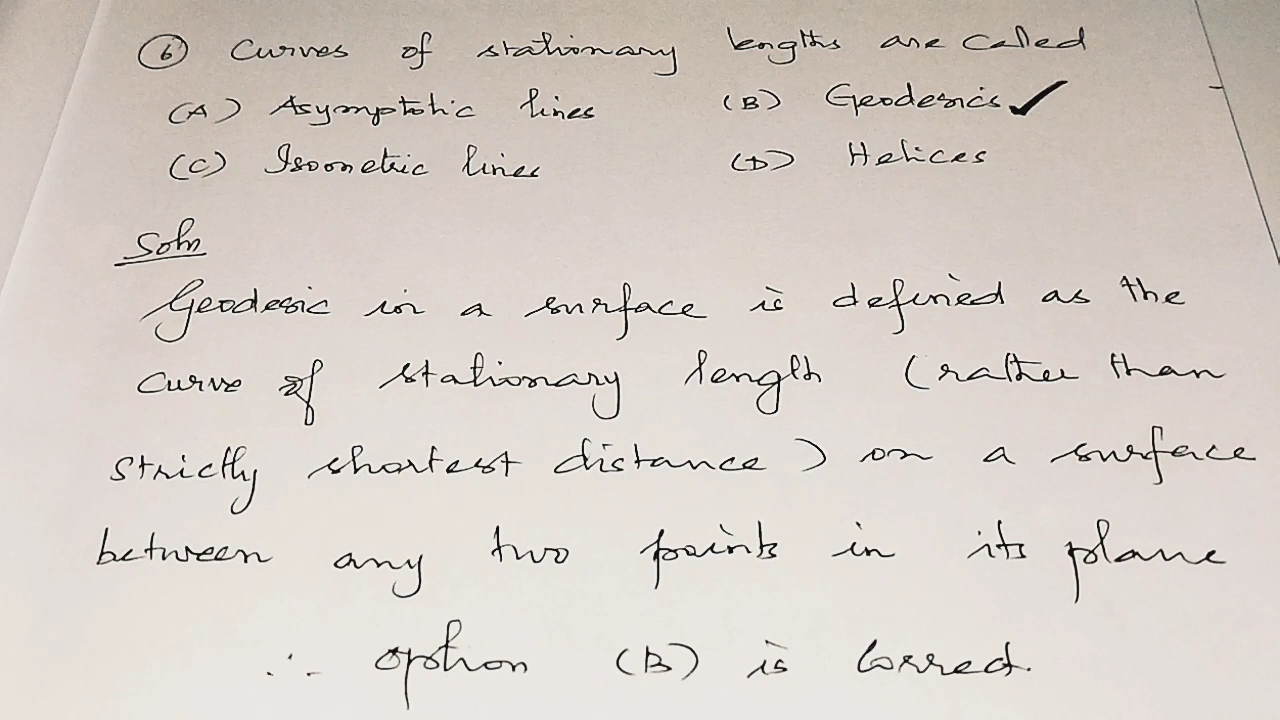 ⑥ Curves of stationary lengths are called
(A) Asymptotic lines (B) Geodesics ✓
(C) Isometric lines (D) Helices
Soln
Geodesic in a surface is defined as the
curve of stationary length (rather than
strictly shortest distance) on a surface
between any two points in its plane
∴ option (B) is correct.